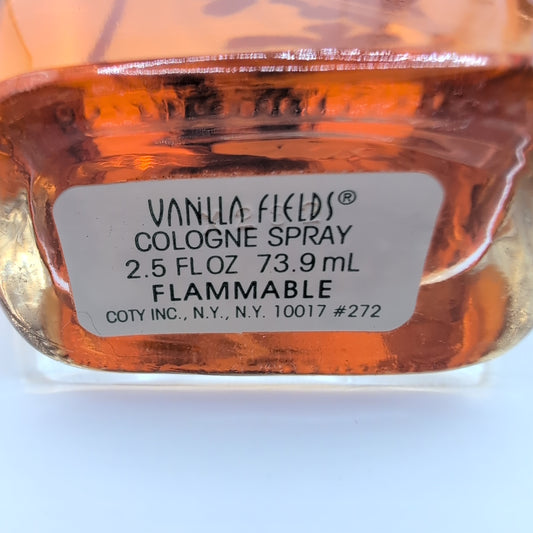 VANILLA FIELDS®
COLOGNE SPRAY
2.5 FL OZ 73.9 mL
FLAMMABLE
COTY INC., N.Y., N.Y. 10017 #272